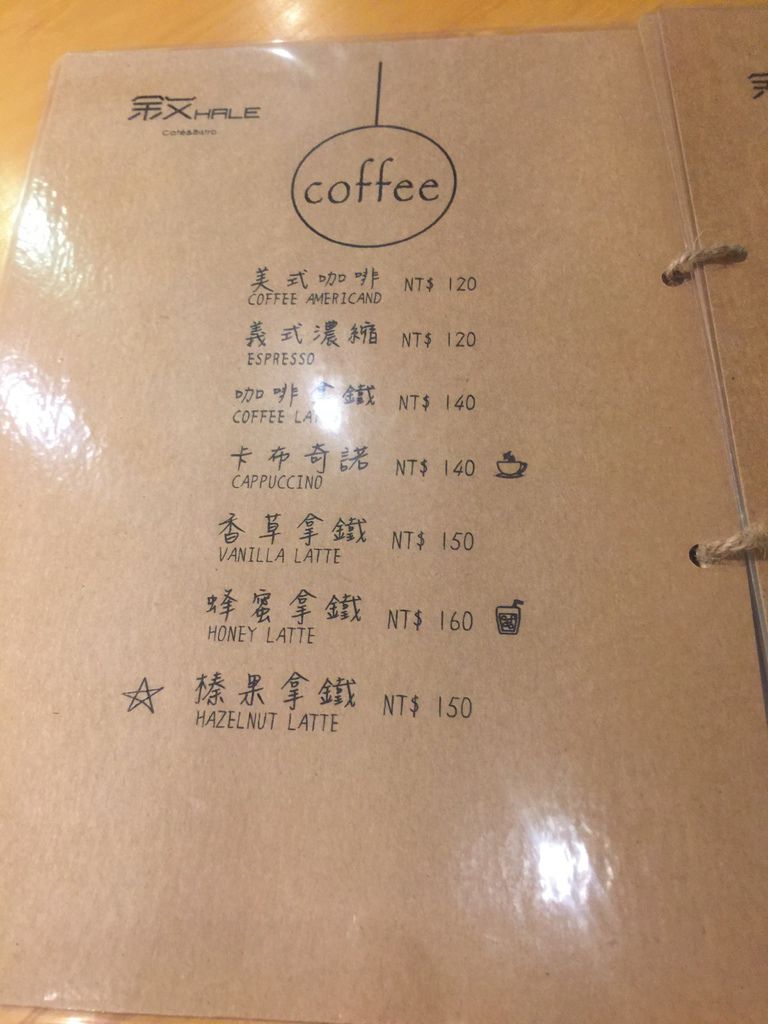 敘HALE
Café&Bistro
coffee
美式咖啡 NT$ 120
COFFEE AMERICANO
義式濃縮 NT$ 120
ESPRESSO
咖啡拿鐵 NT$ 140
COFFEE
卡布奇諾 NT$ 140
CAPPUCCINO
香草拿鐵 NT$ 150
VANILLA LATTE
蜂蜜拿鐵 NT$ 160
HONEY LATTE
榛果拿鐵 NT$ 150
HAZELNUT LATTE